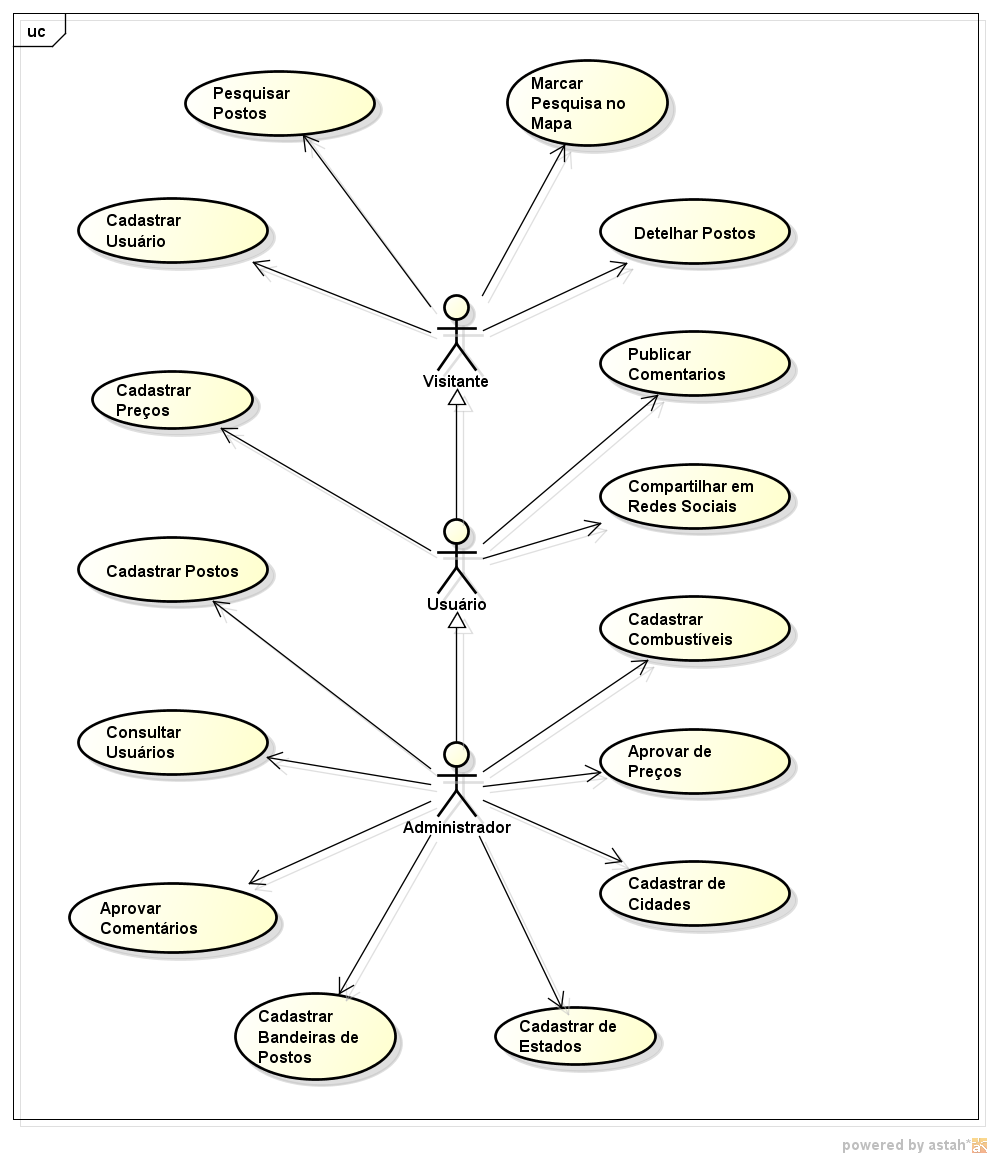 uc
Pesquisar
Postos
Marcar
Pesquisa no
Mapa
Cadastrar
Usuário
Detelhar Postos
Visitante
Publicar
Comentarios
Cadastrar
Preços
Compartilhar em
Redes Sociais
Cadastrar Postos
Usuário
Cadastrar
Combustíveis
Consultar
Usuários
Aprovar de
Preços
Administrador
Cadastrar de
Cidades
Aprovar
Comentários
Cadastrar
Bandeiras de
Postos
Cadastrar de
Estados
powered by astah*